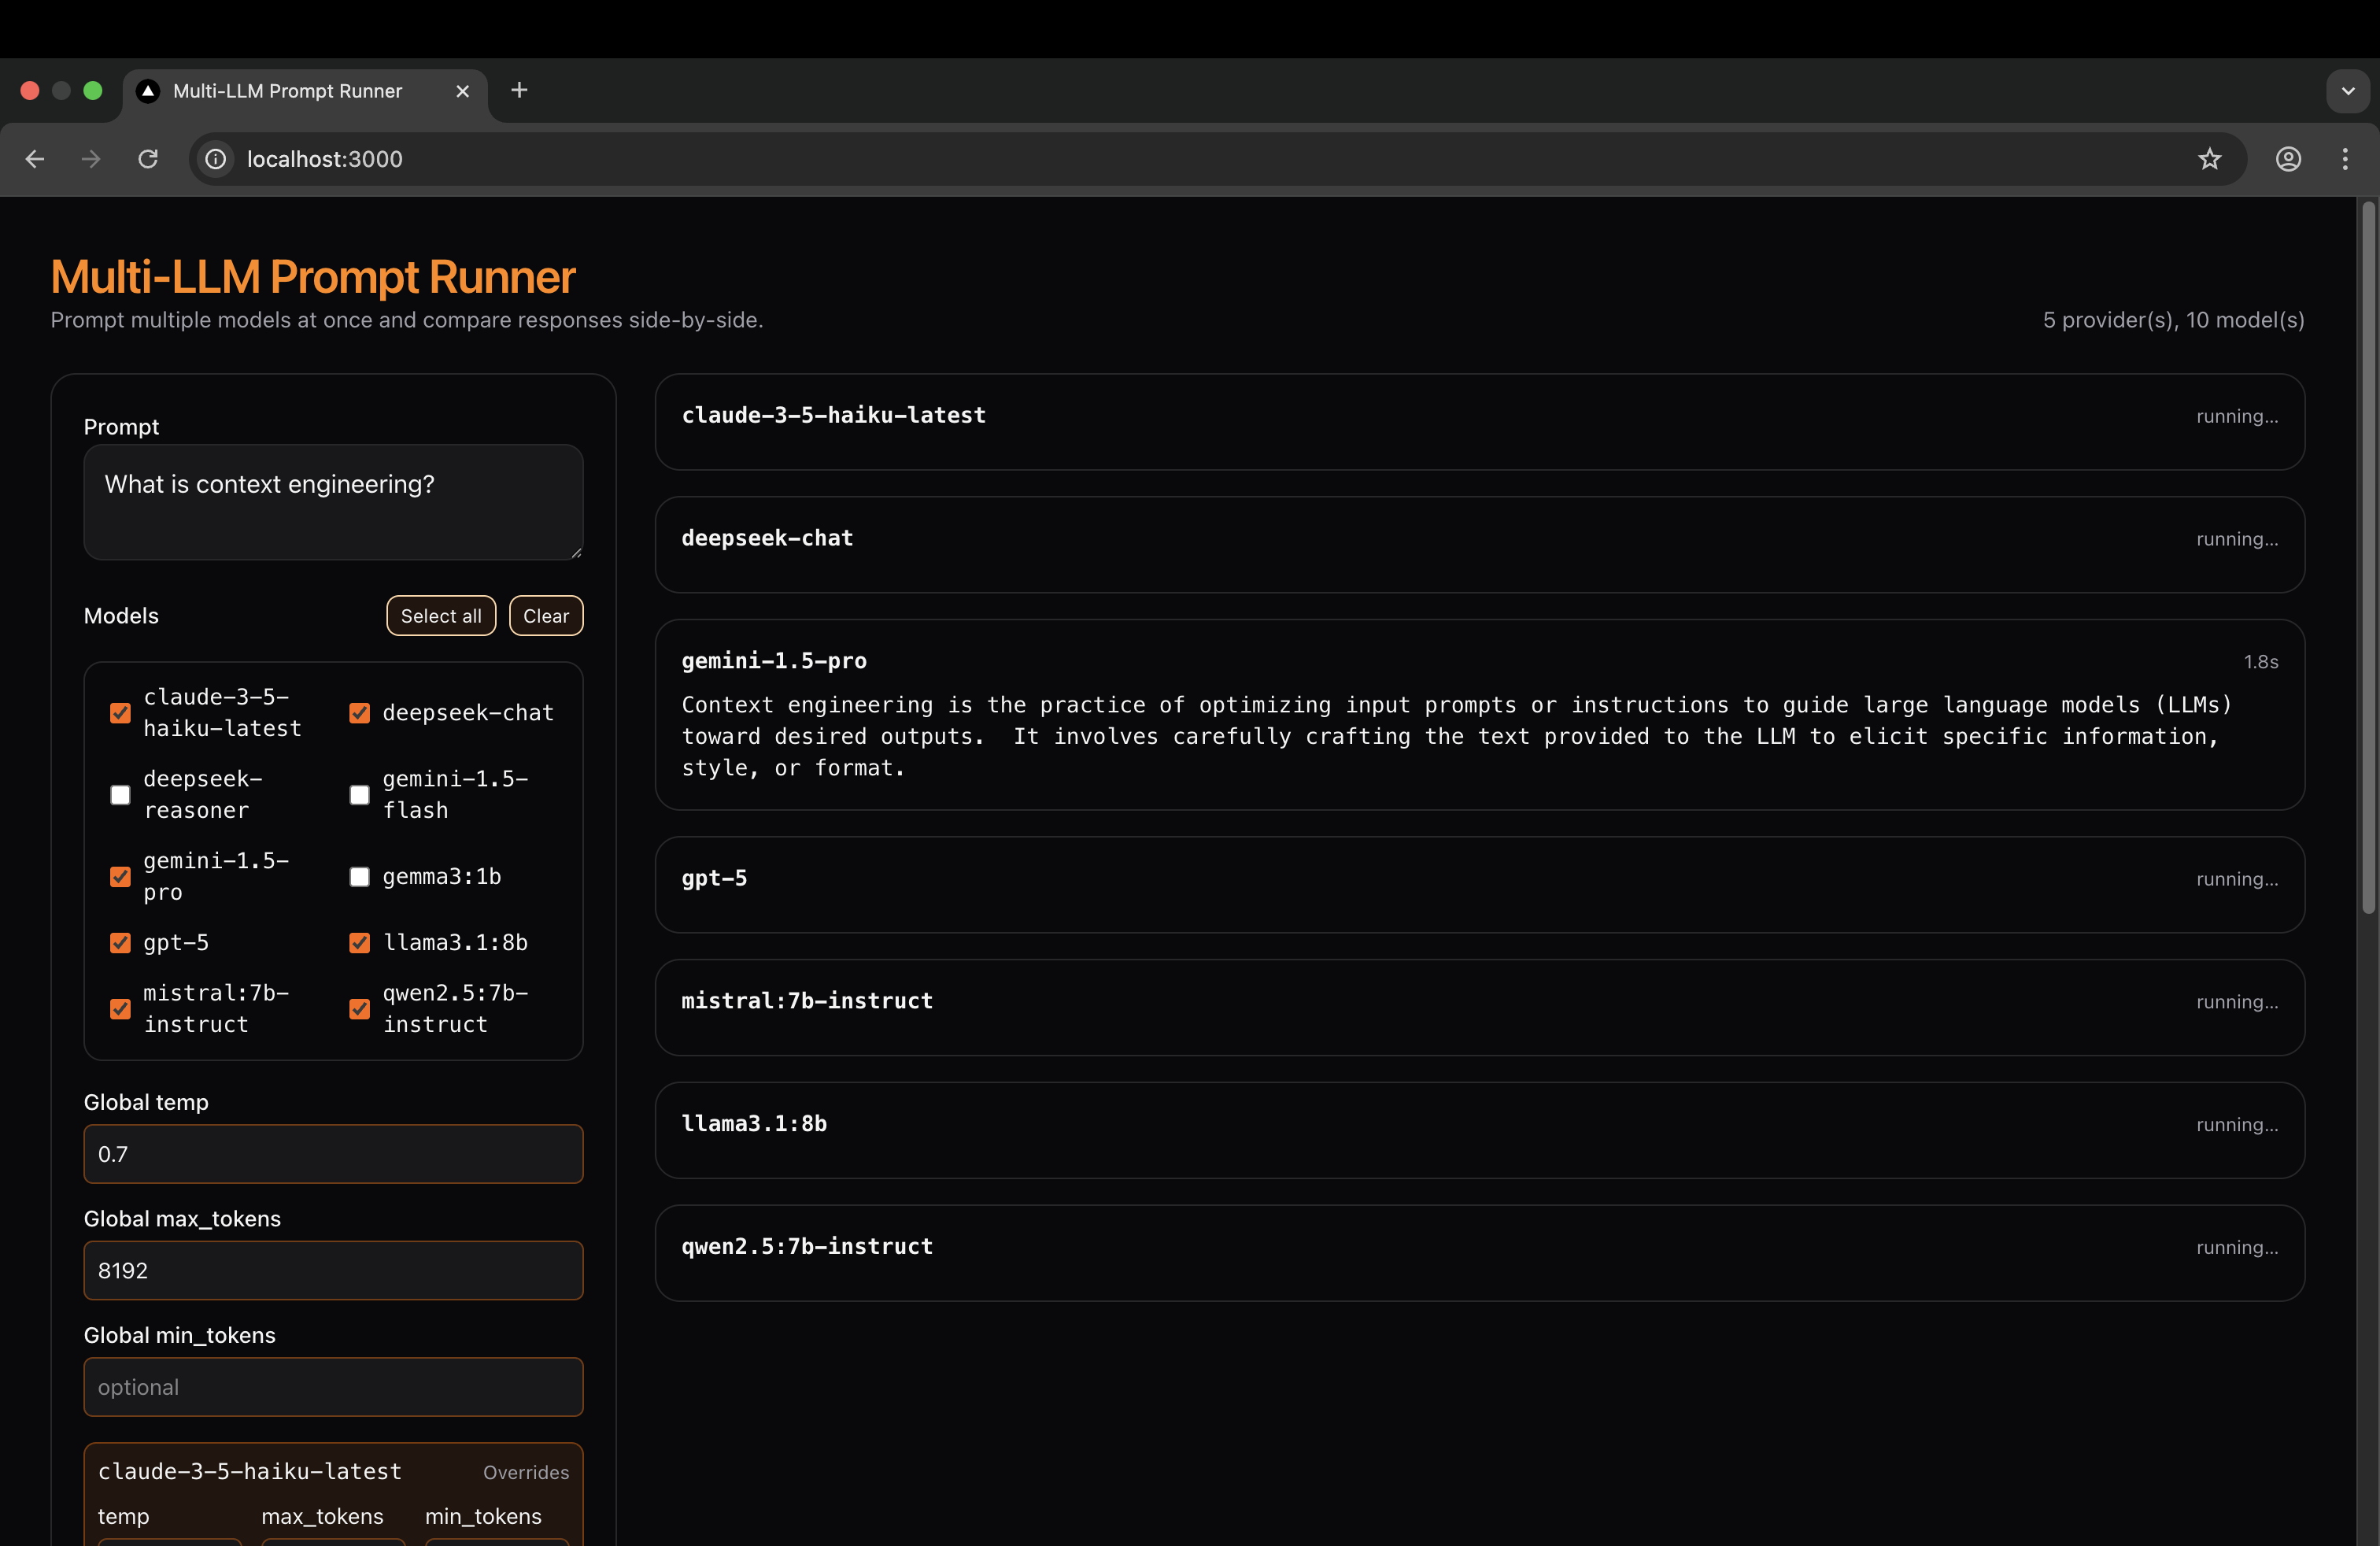 Multi-LLM Prompt Runner
localhost:3000
Multi-LLM Prompt Runner
Prompt multiple models at once and compare responses side-by-side.
5 provider(s), 10 model(s)
Prompt
What is context engineering?
Models
Select all
Clear
claude-3-5-
haiku-latest
deepseek-chat
deepseek-
reasoner
gemini-1.5-
flash
gemini-1.5-
pro
gemma3:1b
gpt-5
llama3.1:8b
mistral:7b-
instruct
qwen2.5:7b-
instruct
Global temp
0.7
Global max_tokens
8192
Global min_tokens
optional
claude-3-5-haiku-latest
Overrides
temp
max_tokens
min_tokens
claude-3-5-haiku-latest
running...
deepseek-chat
running...
gemini-1.5-pro
1.8s
Context engineering is the practice of optimizing input prompts or instructions to guide large language models (LLMs)
toward desired outputs.  It involves carefully crafting the text provided to the LLM to elicit specific information,
style, or format.
gpt-5
running...
mistral:7b-instruct
running...
llama3.1:8b
running...
qwen2.5:7b-instruct
running...